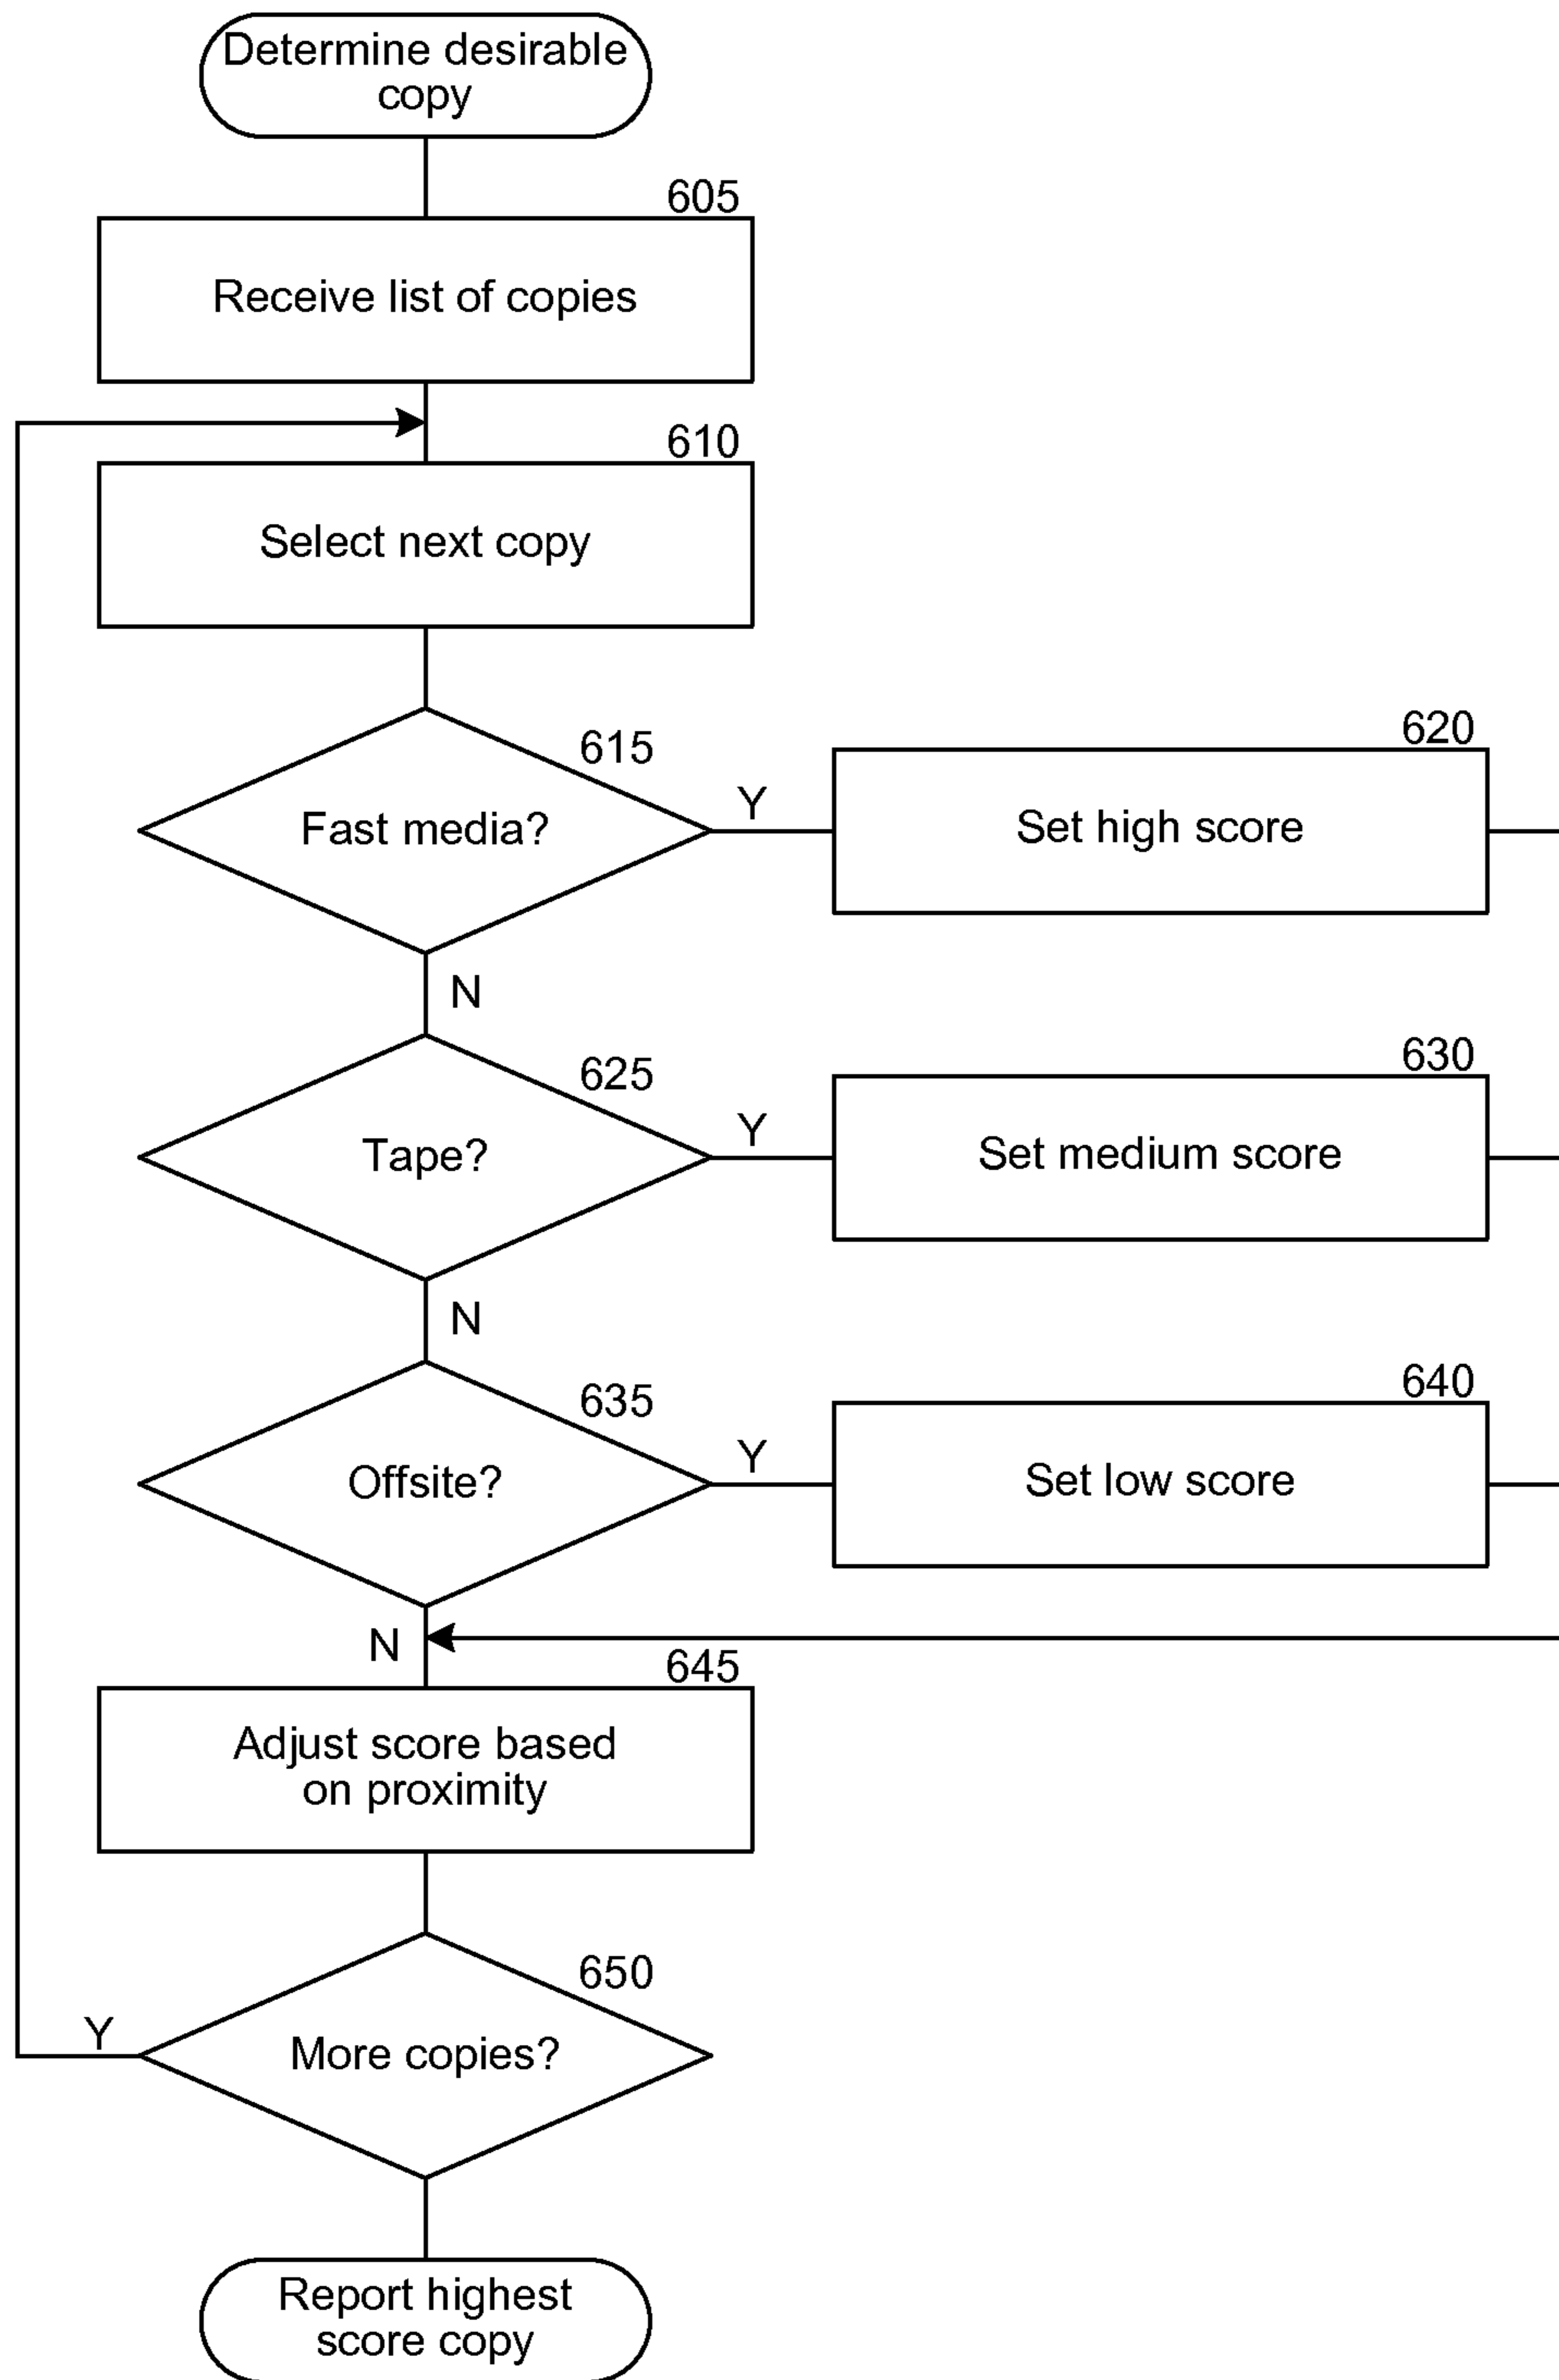 Determine desirable
copy
605
Receive list of copies
610
Select next copy
615
Fast media?
Y
620
Set high score
N
625
Tape?
Y
630
Set medium score
N
635
Offsite?
Y
640
Set low score
N
645
Adjust score based
on proximity
650
More copies?
Y
Report highest
score copy